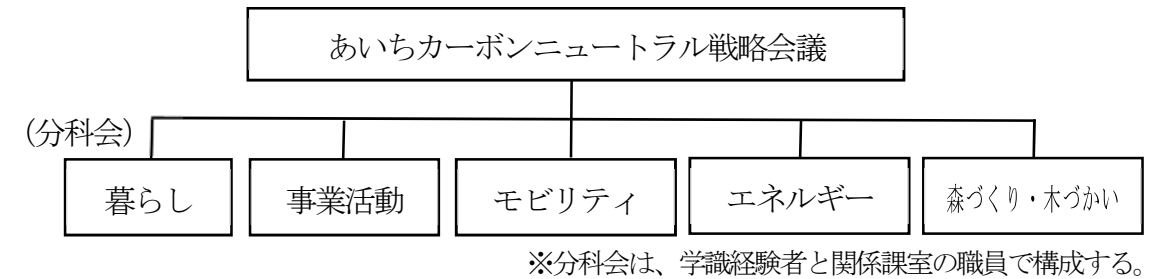 あいちカーボンニュートラル戦略会議
(分科会)
暮らし
事業活動
モビリティ
エネルギー
森づくり・木づかい
※分科会は、学識経験者と関係課室の職員で構成する。